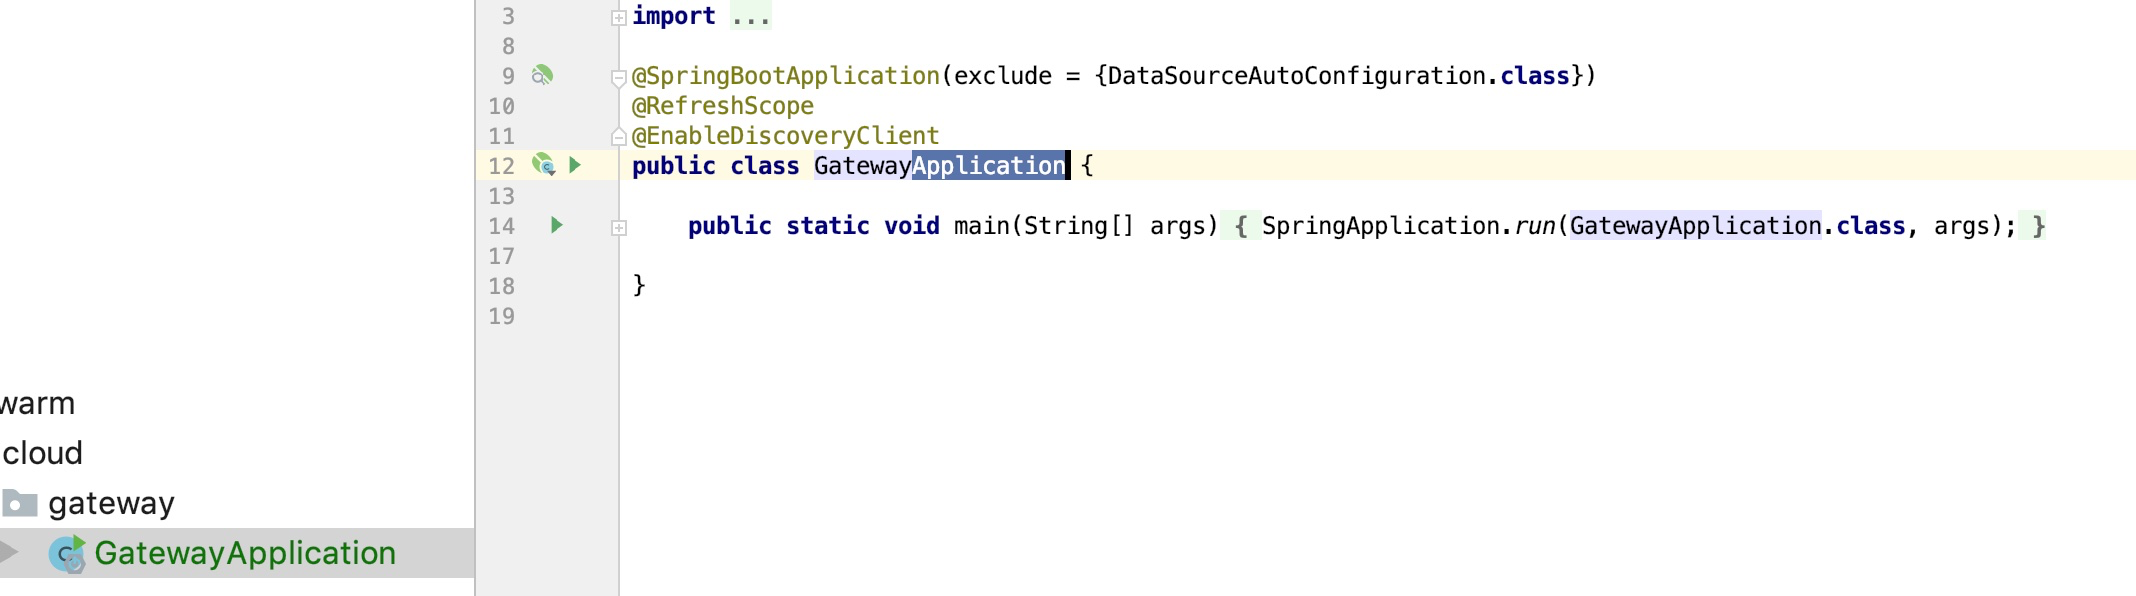 3 import ...
8
9 @SpringBootApplication(exclude = {DataSourceAutoConfiguration.class})
10 @RefreshScope
11 @EnableDiscoveryClient
12 public class GatewayApplication {
13
14 public static void main(String[] args) { SpringApplication.run(GatewayApplication.class, args); }
17
18 }
19
warm
cloud
gateway
GatewayApplication